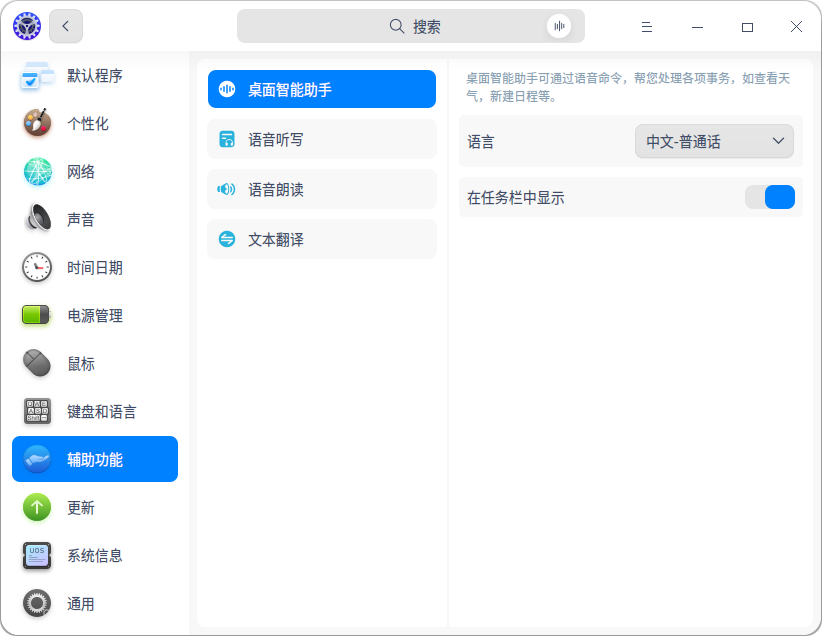 搜索
默认程序
个性化
网络
声音
时间日期
电源管理
鼠标
键盘和语言
辅助功能
更新
UOS
系统信息
通用
桌面智能助手
语音听写
语音朗读
文本翻译
桌面智能助手可通过语音命令，帮您处理各项事务，如查看天
气，新建日程等。
语言
中文-普通话
在任务栏中显示